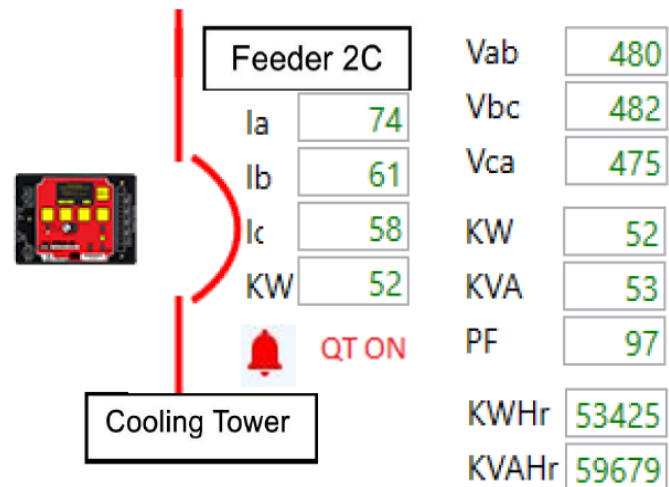 Feeder 2C
Ia 74
Ib 61
Ic 58
KW 52
QT ON
Cooling Tower
Vab 480
Vbc 482
Vca 475
KW 52
KVA 53
PF 97
KWHr 53425
KVAHr 59679